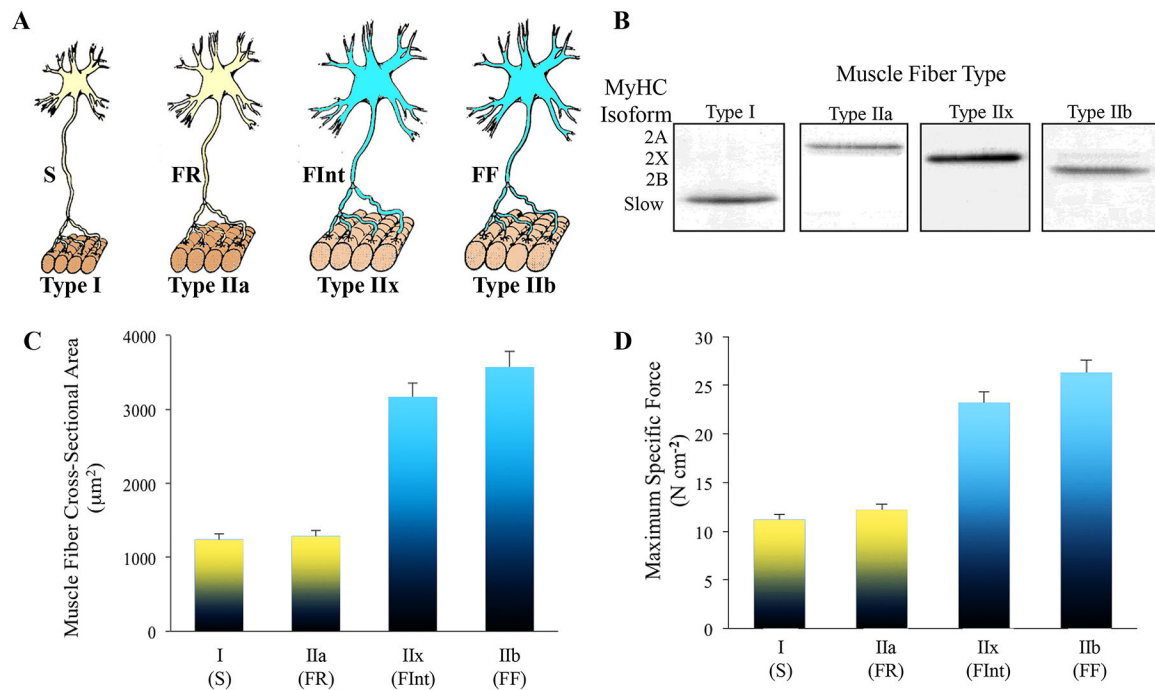 A
S
FR
FInt
FF
Type I
Type IIa
Type IIx
Type IIb
B
Muscle Fiber Type
MyHC
Isoform
Type I
Type IIa
Type IIx
Type IIb
2A
2X
2B
Slow
C
Muscle Fiber Cross-Sectional Area
(µm²)
4000
3000
2000
1000
0
I
(S)
IIa
(FR)
IIx
(FInt)
IIb
(FF)
D
Maximum Specific Force
(N cm⁻²)
30
25
20
15
10
5
0
I
(S)
IIa
(FR)
IIx
(FInt)
IIb
(FF)